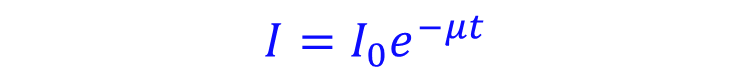 𝐼 = 𝐼₀𝑒^{−𝜇𝑡}